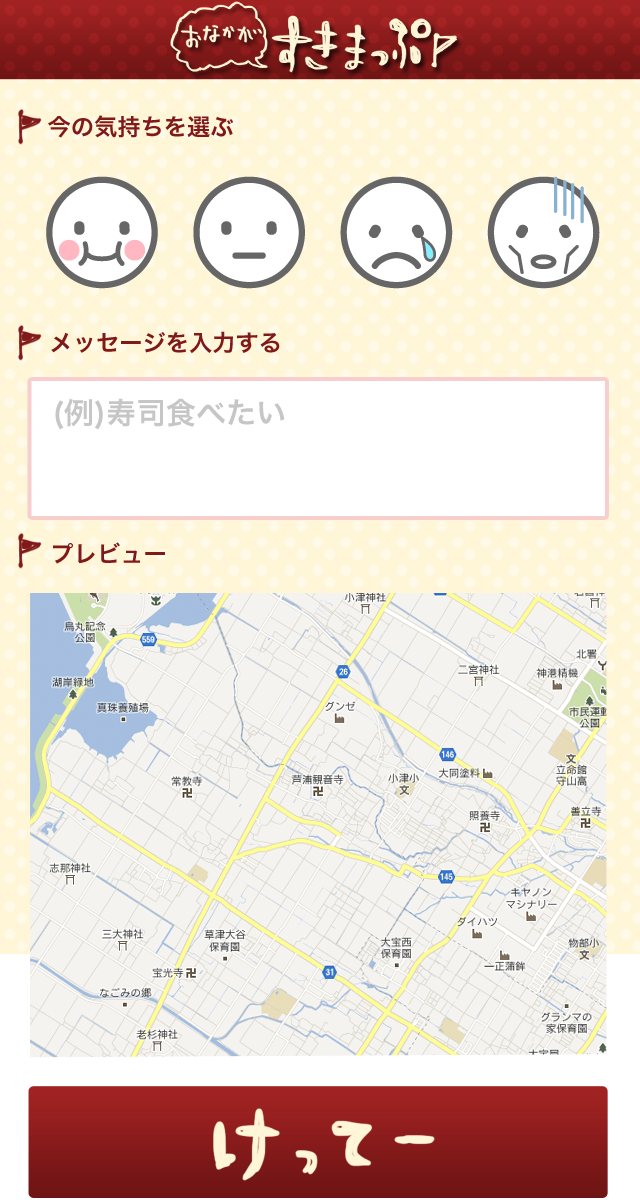 おなかが
すきまっぷ
今の気持ちを選ぶ
メッセージを入力する
(例)寿司食べたい
プレビュー
小津神社
烏丸記念
公園
559
北署
26
二宮神社
神港精機
湖岸緑地
真珠養殖場
グンゼ
市民運動
公園
146
大同塗料
立命館
守山高
常教寺
芦浦観音寺
小津小
照養寺
善立寺
志那神社
145
キヤノン
マシナリー
三大神社
草津大谷
保育園
ダイハツ
大宝西
保育園
物部小
宝光寺
31
一正蒲鉾
なごみの郷
グランマの
家保育園
老杉神社
けってー